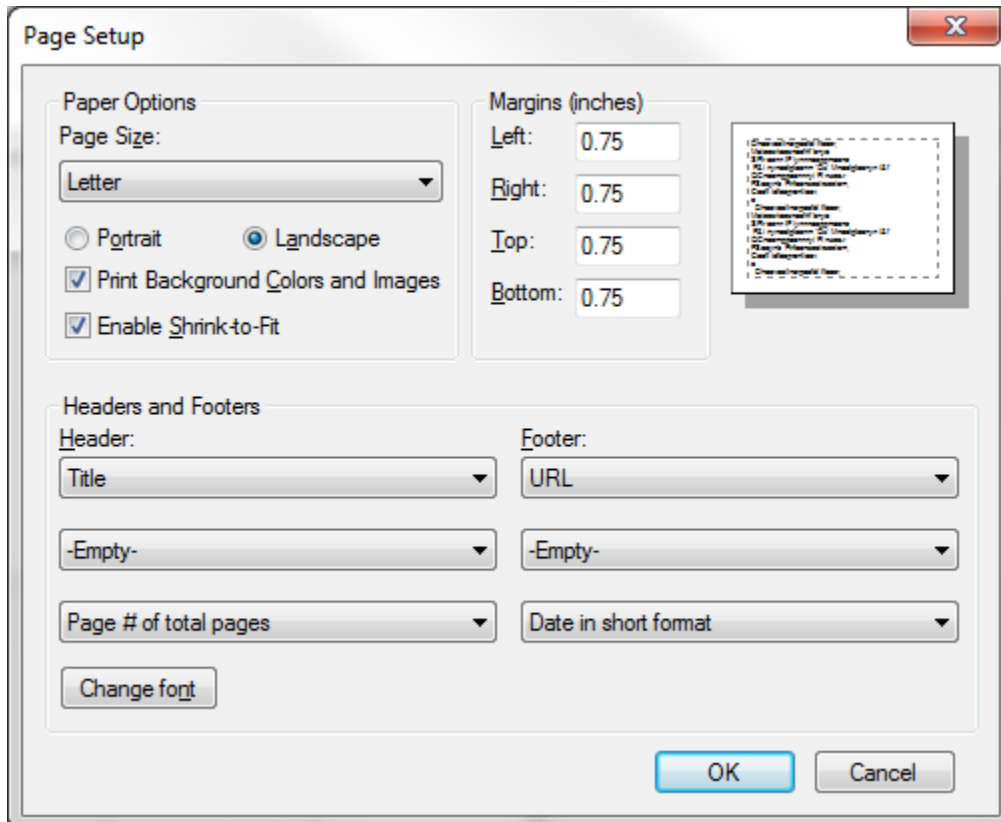 Page Setup
Paper Options
Page Size:
Letter
Portrait
Landscape
Print Background Colors and Images
Enable Shrink-to-Fit
Margins (inches)
Left: 0.75
Right: 0.75
Top: 0.75
Bottom: 0.75
Headers and Footers
Header:
Title
-Empty-
Page # of total pages
Change font
Footer:
URL
-Empty-
Date in short format
OK
Cancel